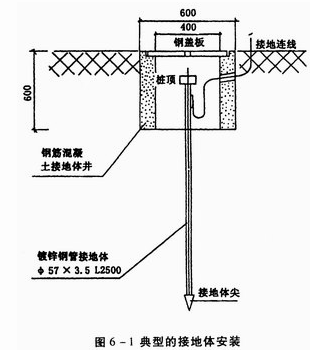 600
400
钢盖板
接地连线
桩顶
600
钢筋混凝
土接地体井
镀锌钢管接地体
φ57×3.5 L2500
接地体尖
图6-1典型的接地体安装